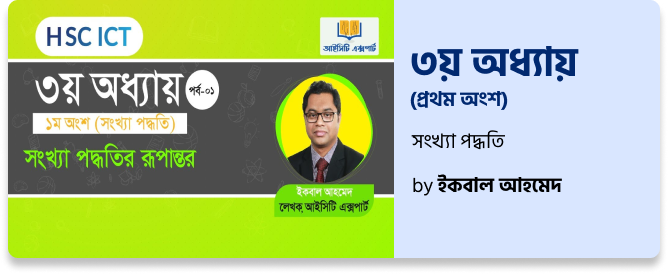 HSC ICT
আইসিটি এক্সপার্ট
৩য় অধ্যায় পর্ব-০১
১ম অংশ (সংখ্যা পদ্ধতি)
সংখ্যা পদ্ধতির রূপান্তর
ইকবাল আহমেদ
লেখক, আইসিটি এক্সপার্ট
৩য় অধ্যায়
(প্রথম অংশ)
সংখ্যা পদ্ধতি
by ইকবাল আহমেদ